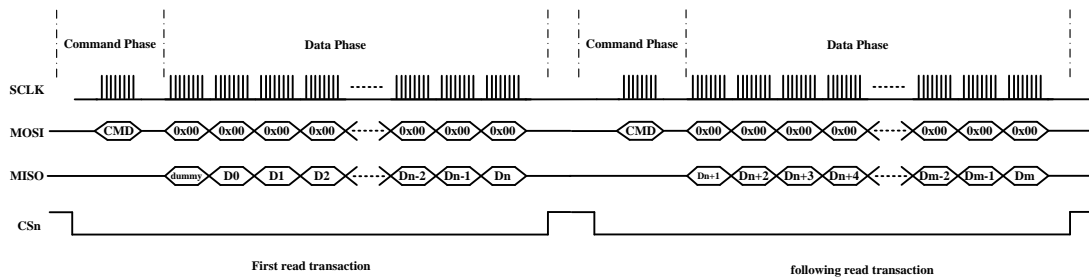 Command Phase Data Phase Command Phase Data Phase
SCLK
MOSI CMD 0x00 0x00 0x00 0x00 0x00 0x00 0x00 CMD 0x00 0x00 0x00 0x00 0x00 0x00 0x00
MISO dummy D0 D1 D2 Dn-2 Dn-1 Dn Dn+1 Dn+2 Dn+3 Dn+4 Dm-2 Dm-1 Dm
CSn
First read transaction following read transaction